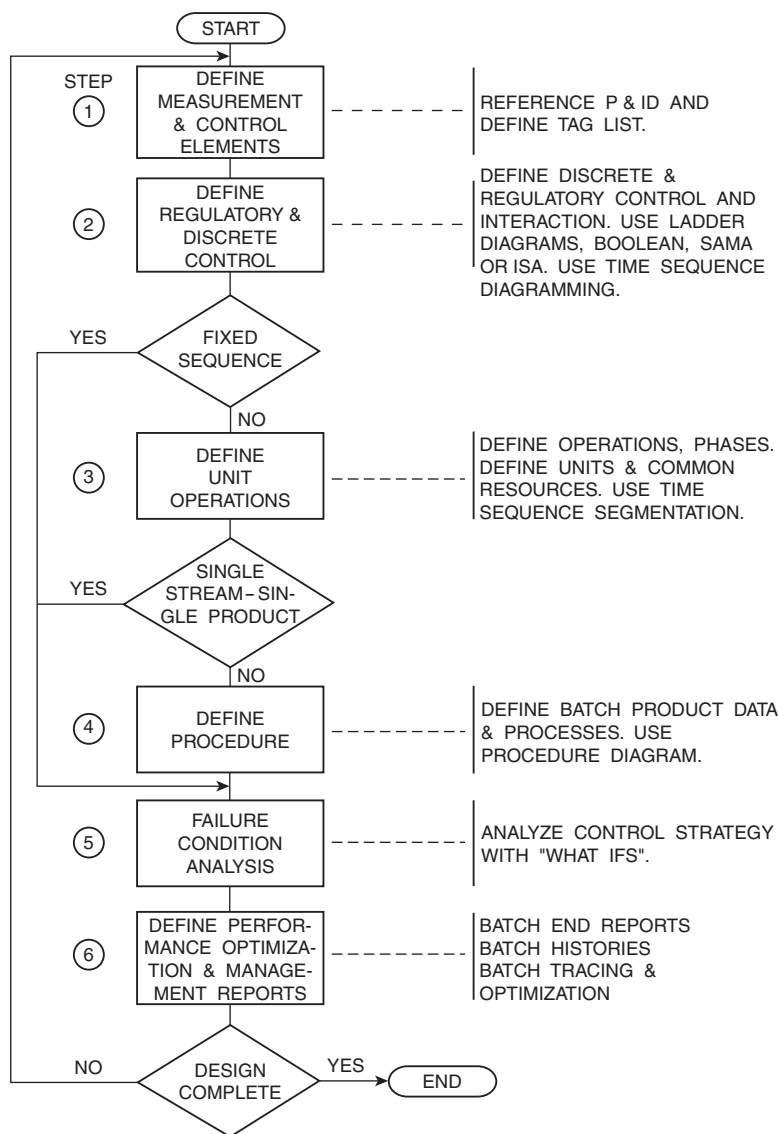 START
STEP
1
DEFINE
MEASUREMENT
& CONTROL
ELEMENTS
REFERENCE P & ID AND
DEFINE TAG LIST.
2
DEFINE
REGULATORY &
DISCRETE
CONTROL
DEFINE DISCRETE &
REGULATORY CONTROL AND
INTERACTION. USE LADDER
DIAGRAMS, BOOLEAN, SAMA
OR ISA. USE TIME SEQUENCE
DIAGRAMMING.
YES
FIXED
SEQUENCE
NO
3
DEFINE
UNIT
OPERATIONS
DEFINE OPERATIONS, PHASES.
DEFINE UNITS & COMMON
RESOURCES. USE TIME
SEQUENCE SEGMENTATION.
YES
SINGLE
STREAM–SIN-
GLE PRODUCT
NO
4
DEFINE
PROCEDURE
DEFINE BATCH PRODUCT DATA
& PROCESSES. USE
PROCEDURE DIAGRAM.
5
FAILURE
CONDITION
ANALYSIS
ANALYZE CONTROL STRATEGY
WITH "WHAT IFS".
6
DEFINE PERFOR-
MANCE OPTIMIZA-
TION & MANAGE-
MENT REPORTS
BATCH END REPORTS
BATCH HISTORIES
BATCH TRACING &
OPTIMIZATION
NO
DESIGN
COMPLETE
YES
END